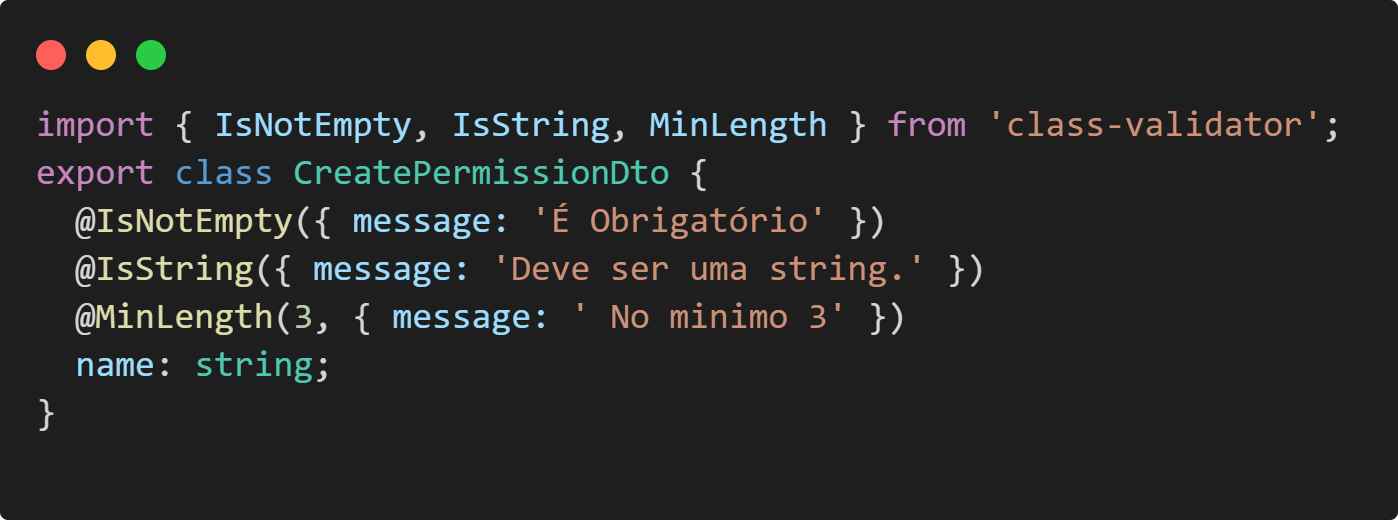 import { IsNotEmpty, IsString, MinLength } from 'class-validator';
export class CreatePermissionDto {
  @IsNotEmpty({ message: 'É Obrigatório' })
  @IsString({ message: 'Deve ser uma string.' })
  @MinLength(3, { message: ' No minimo 3' })
  name: string;
}